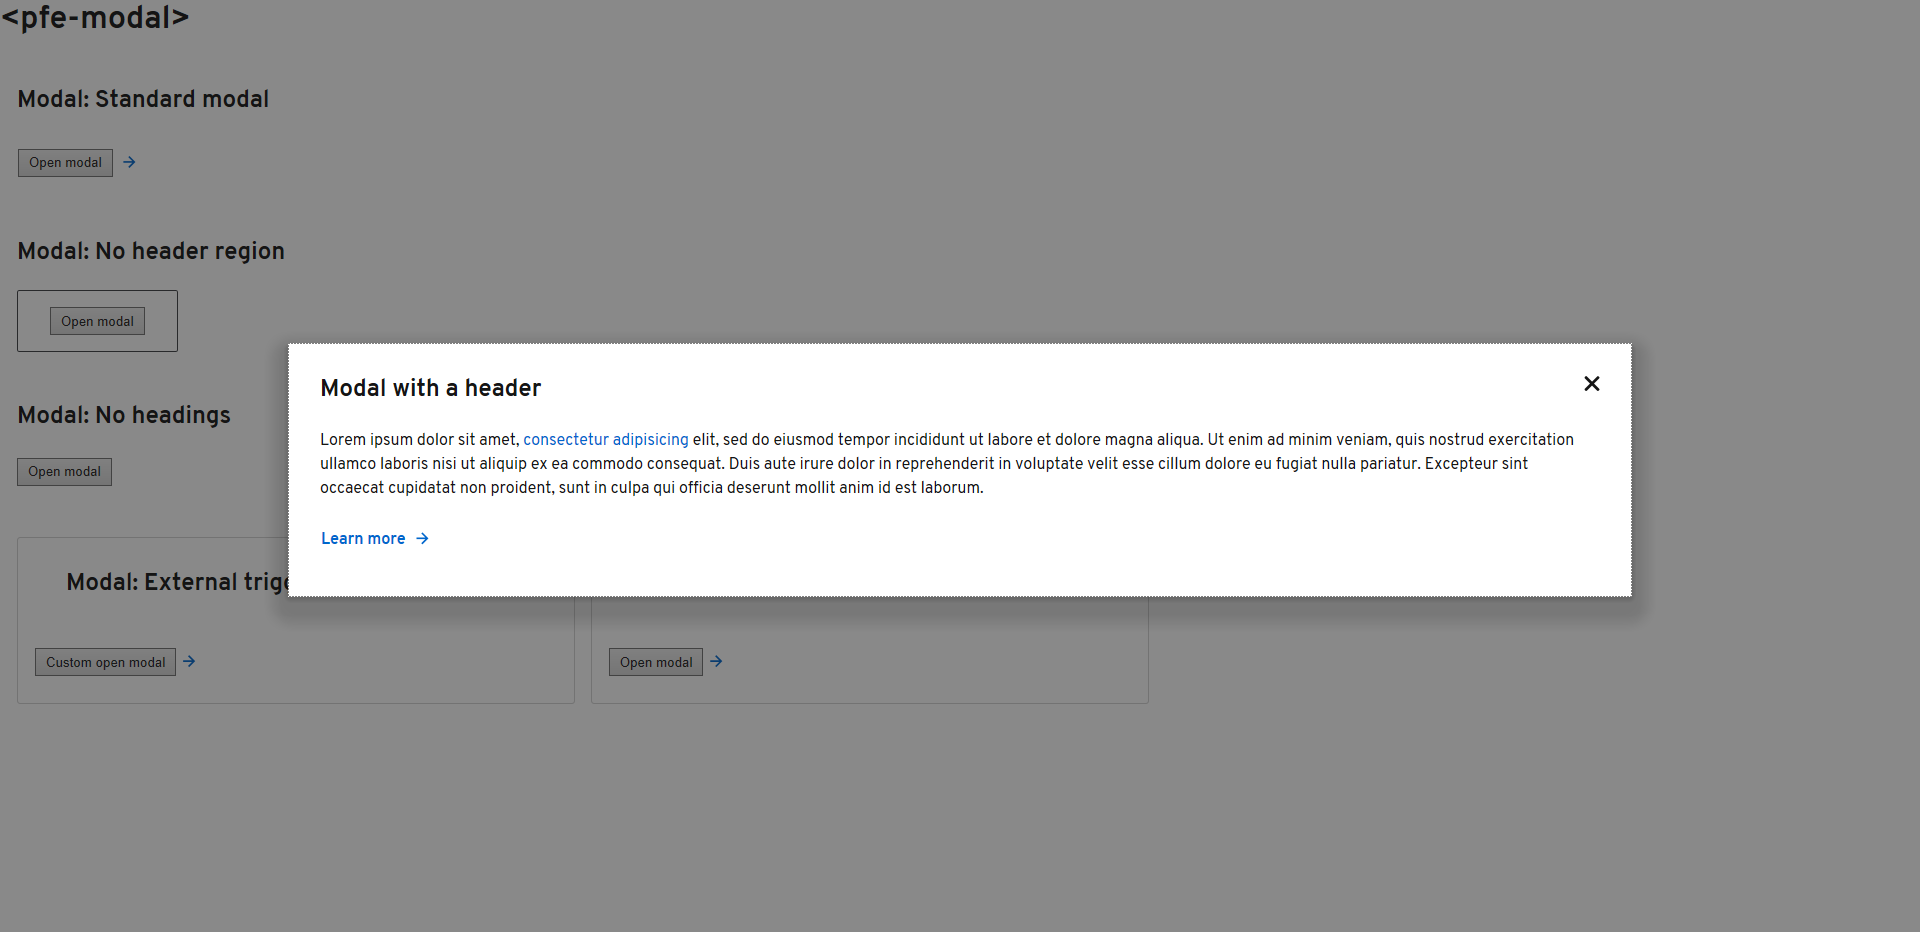 <pfe-modal>
Modal: Standard modal
Open modal
Modal: No header region
Open modal
Modal: No headings
Open modal
Modal with a header
Lorem ipsum dolor sit amet, consectetur adipisicing elit, sed do eiusmod tempor incididunt ut labore et dolore magna aliqua. Ut enim ad minim veniam, quis nostrud exercitation
ullamco laboris nisi ut aliquip ex ea commodo consequat. Duis aute irure dolor in reprehenderit in voluptate velit esse cillum dolore eu fugiat nulla pariatur. Excepteur sint
occaecat cupidatat non proident, sunt in culpa qui officia deserunt mollit anim id est laborum.
Learn more
Modal: External
Custom open modal
Open modal